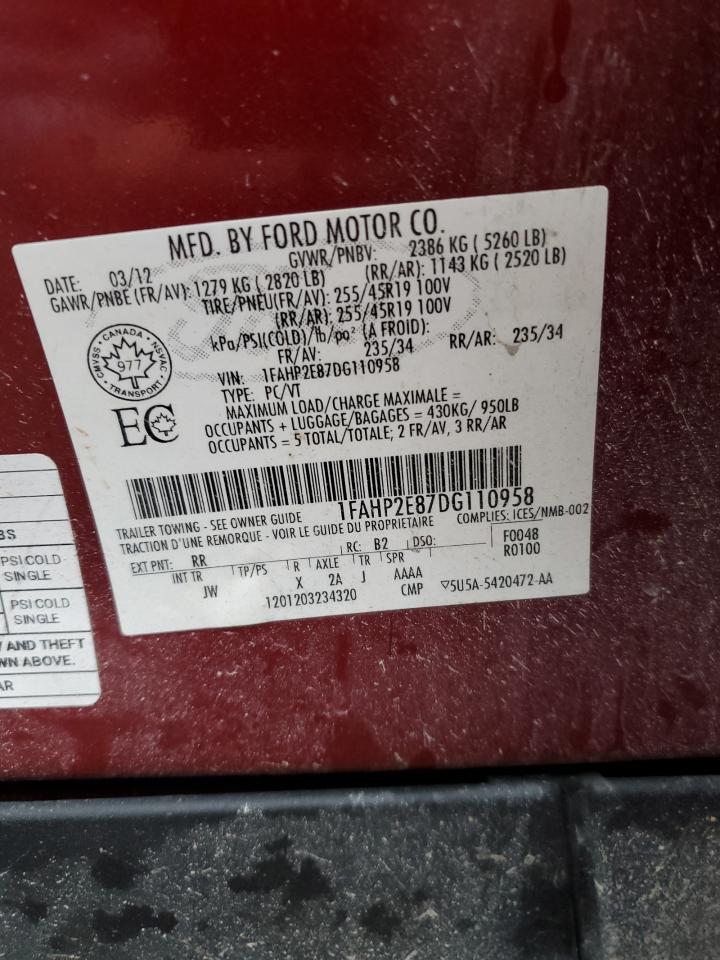 MFD. BY FORD MOTOR CO.
DATE: 03/12 GVWR/PNBV: 2386 KG ( 5260 LB)
GAWR/PNBE (FR/AV): 1279 KG ( 2820 LB) (RR/AR): 1143 KG ( 2520 LB)
TIRE/PNEU(FR/AV): 255/45R19 100V
(RR/AR): 255/45R19 100V
kPa/PSI(COLD)/lb/po² (A FROID):
FR/AV: 235/34 RR/AR: 235/34
VIN: 1FAHP2E87DG110958
TYPE: PC/VT
MAXIMUM LOAD/CHARGE MAXIMALE =
OCCUPANTS + LUGGAGE/BAGAGES = 430KG/ 950LB
OCCUPANTS = 5 TOTAL/TOTALE; 2 FR/AV, 3 RR/AR
CANADA
CMVSS NSVAC
977
TRANSPORT
EC
1FAHP2E87DG110958
TRAILER TOWING - SEE OWNER GUIDE
TRACTION D'UNE REMORQUE - VOIR LE GUIDE DU PROPRIETAIRE
COMPLIES: ICES/NMB-002
EXT PNT: RR RC: B2 DSO: F0048
R0100
INT TR TP/PS R AXLE TR SPR
JW X 2A J AAAA
1201203234320 CMP ▽5U5A-5420472-AA
BS
PSI COLD
SINGLE
PSI COLD
SINGLE
AND THEFT
WN ABOVE.
AR